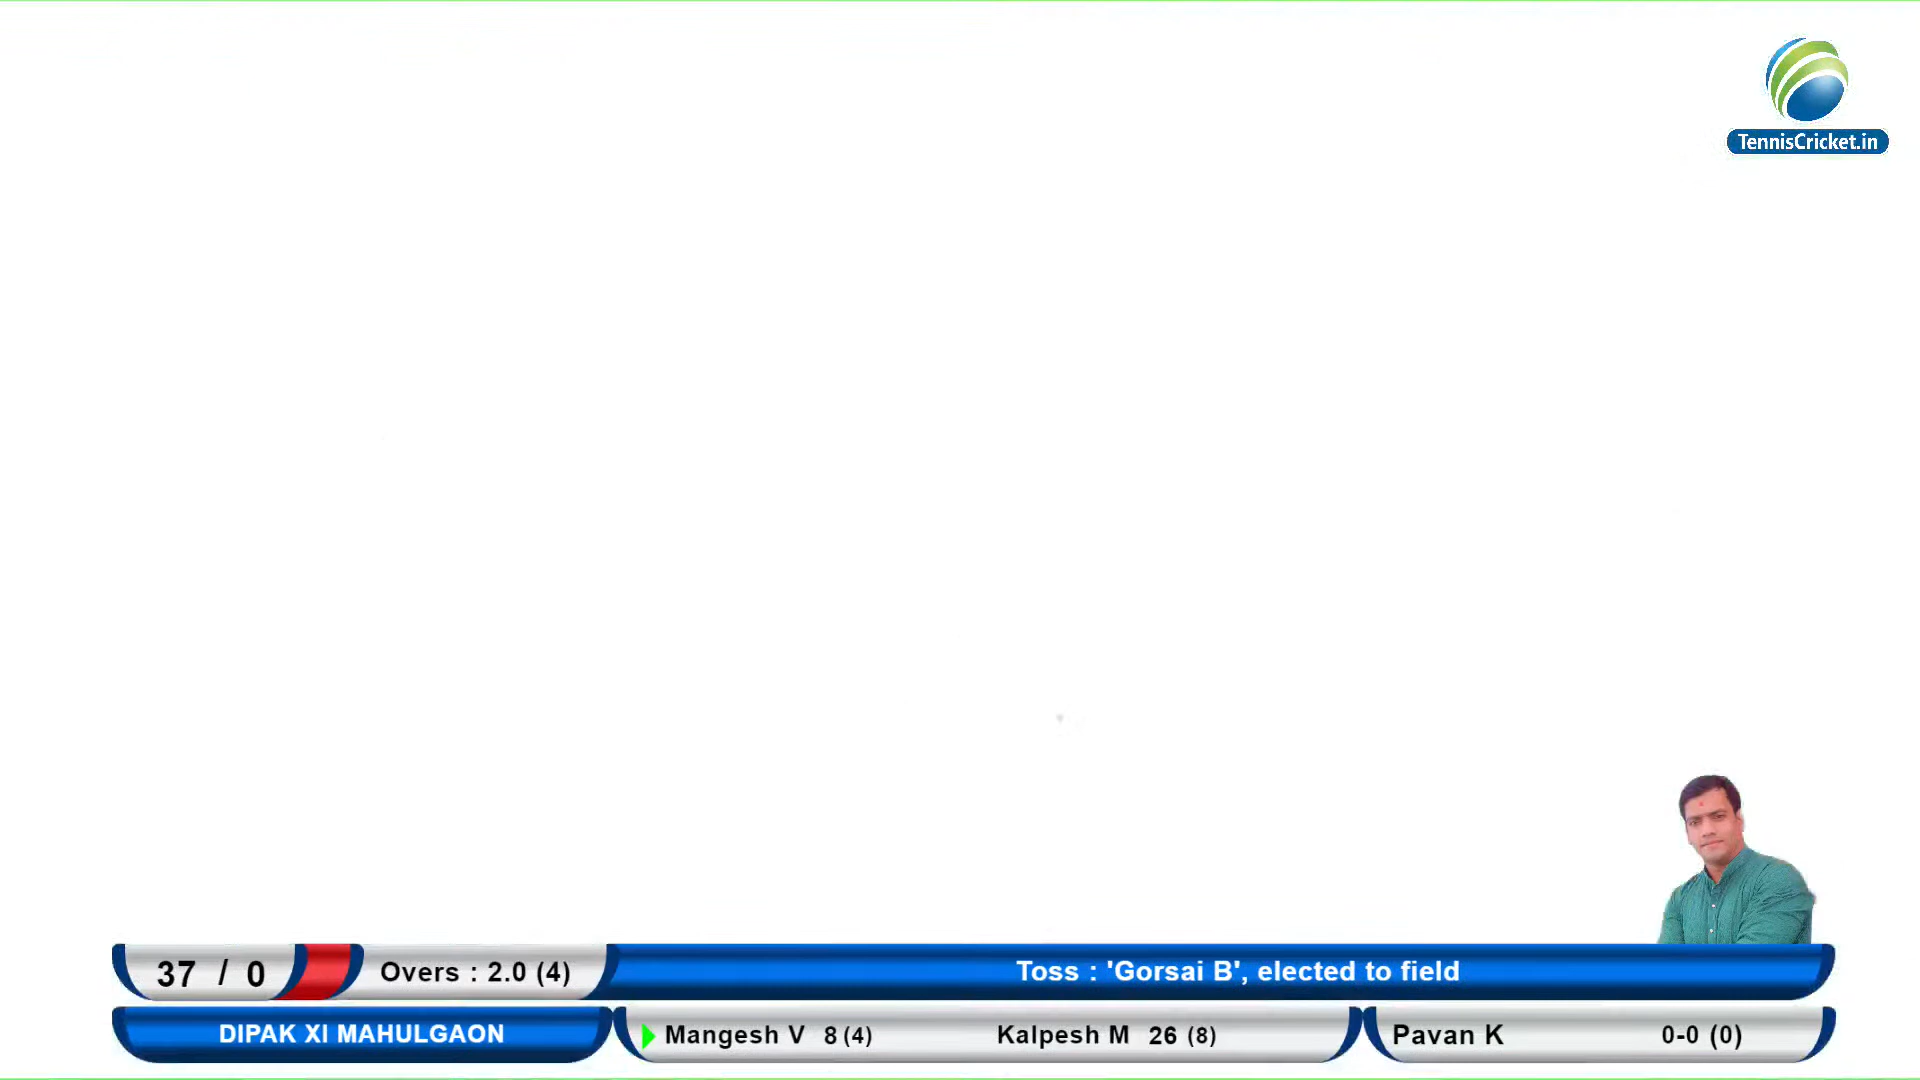 TennisCricket.in
37 / 0 Overs : 2.0 (4) Toss : 'Gorsai B', elected to field
DIPAK XI MAHULGAON Mangesh V 8 (4) Kalpesh M 26 (8) Pavan K 0-0 (0)